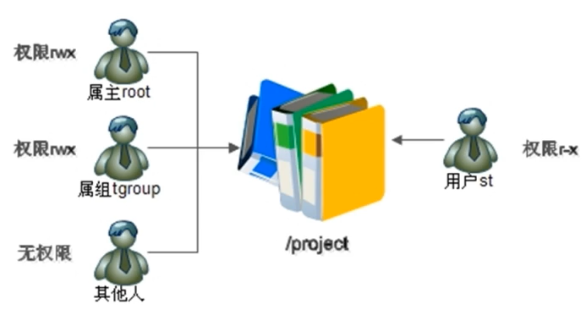 权限rwx
属主root
权限rwx
属组tgroup
无权限
其他人
/project
用户st
权限r-x